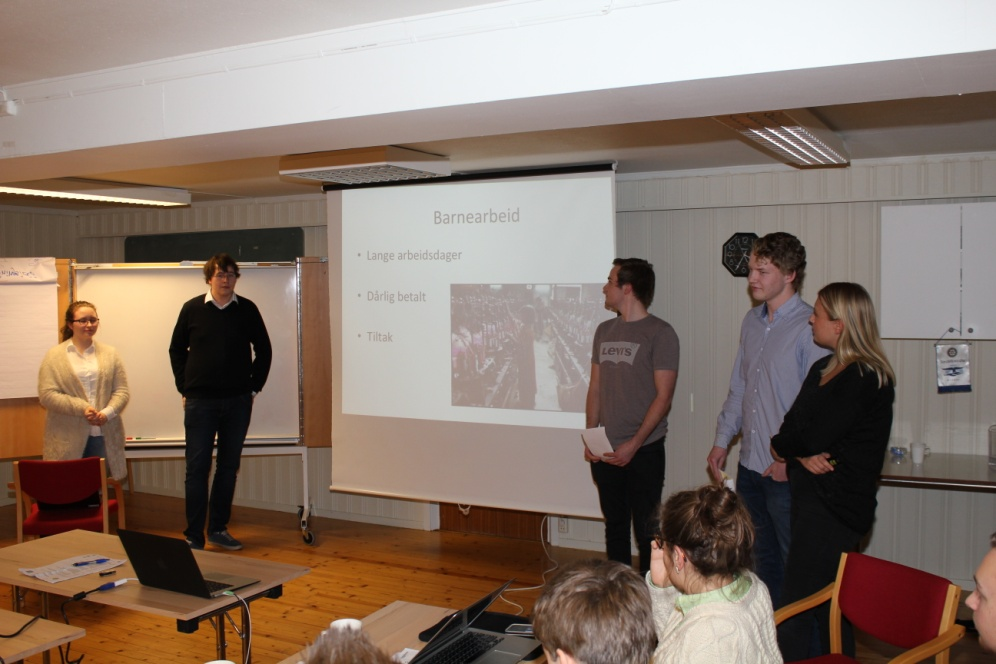 Barnearbeid
• Lange arbeidsdager
• Dårlig betalt
• Tiltak
LEVI'S